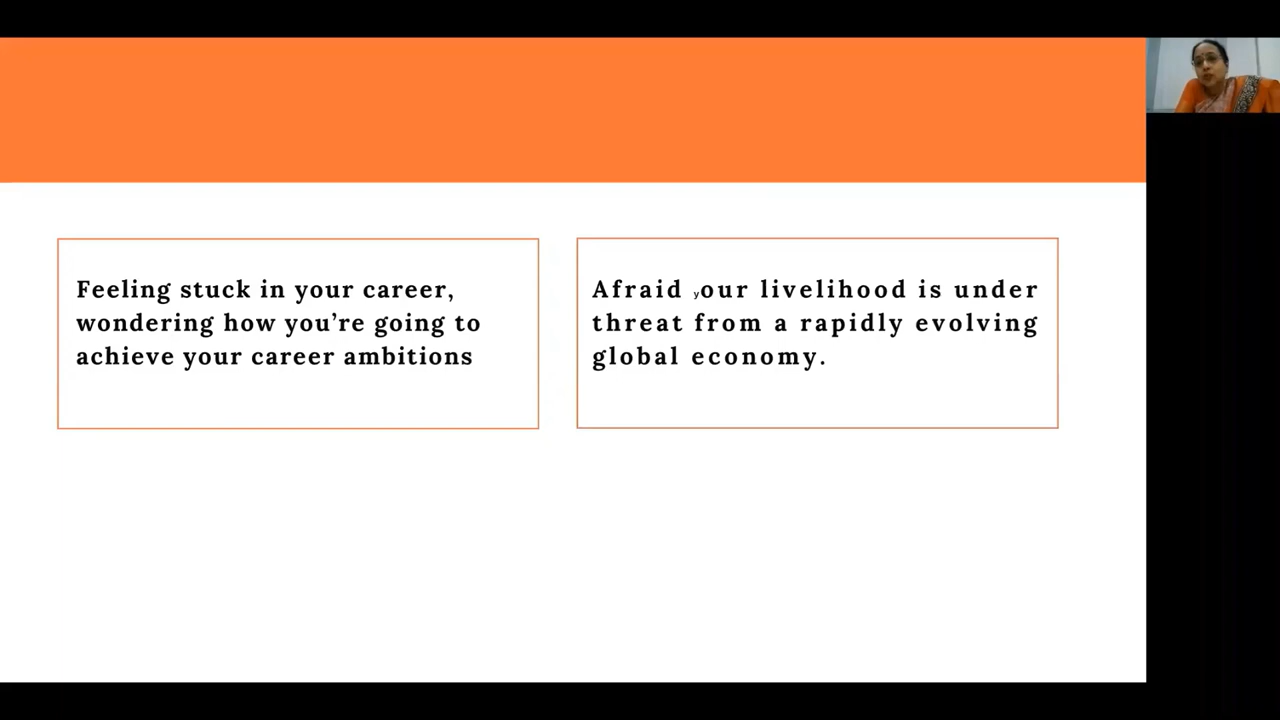 Feeling stuck in your career,
wondering how you’re going to
achieve your career ambitions
Afraid your livelihood is under
threat from a rapidly evolving
global economy.